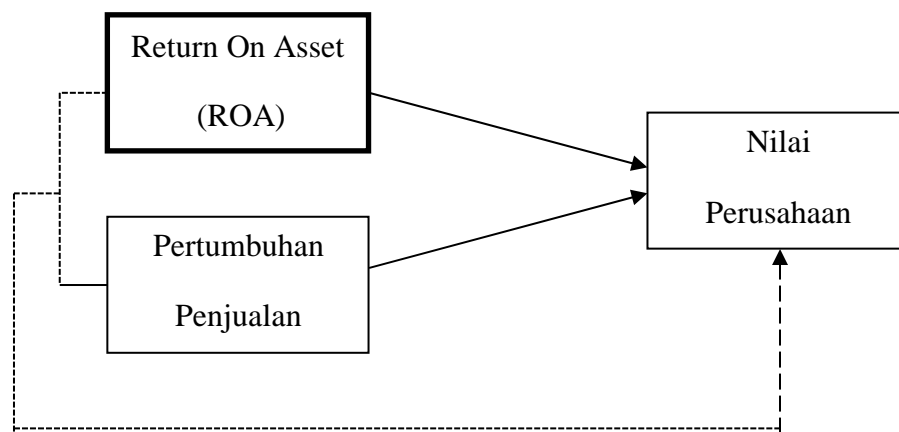 Return On Asset
(ROA)
Nilai
Perusahaan
Pertumbuhan
Penjualan